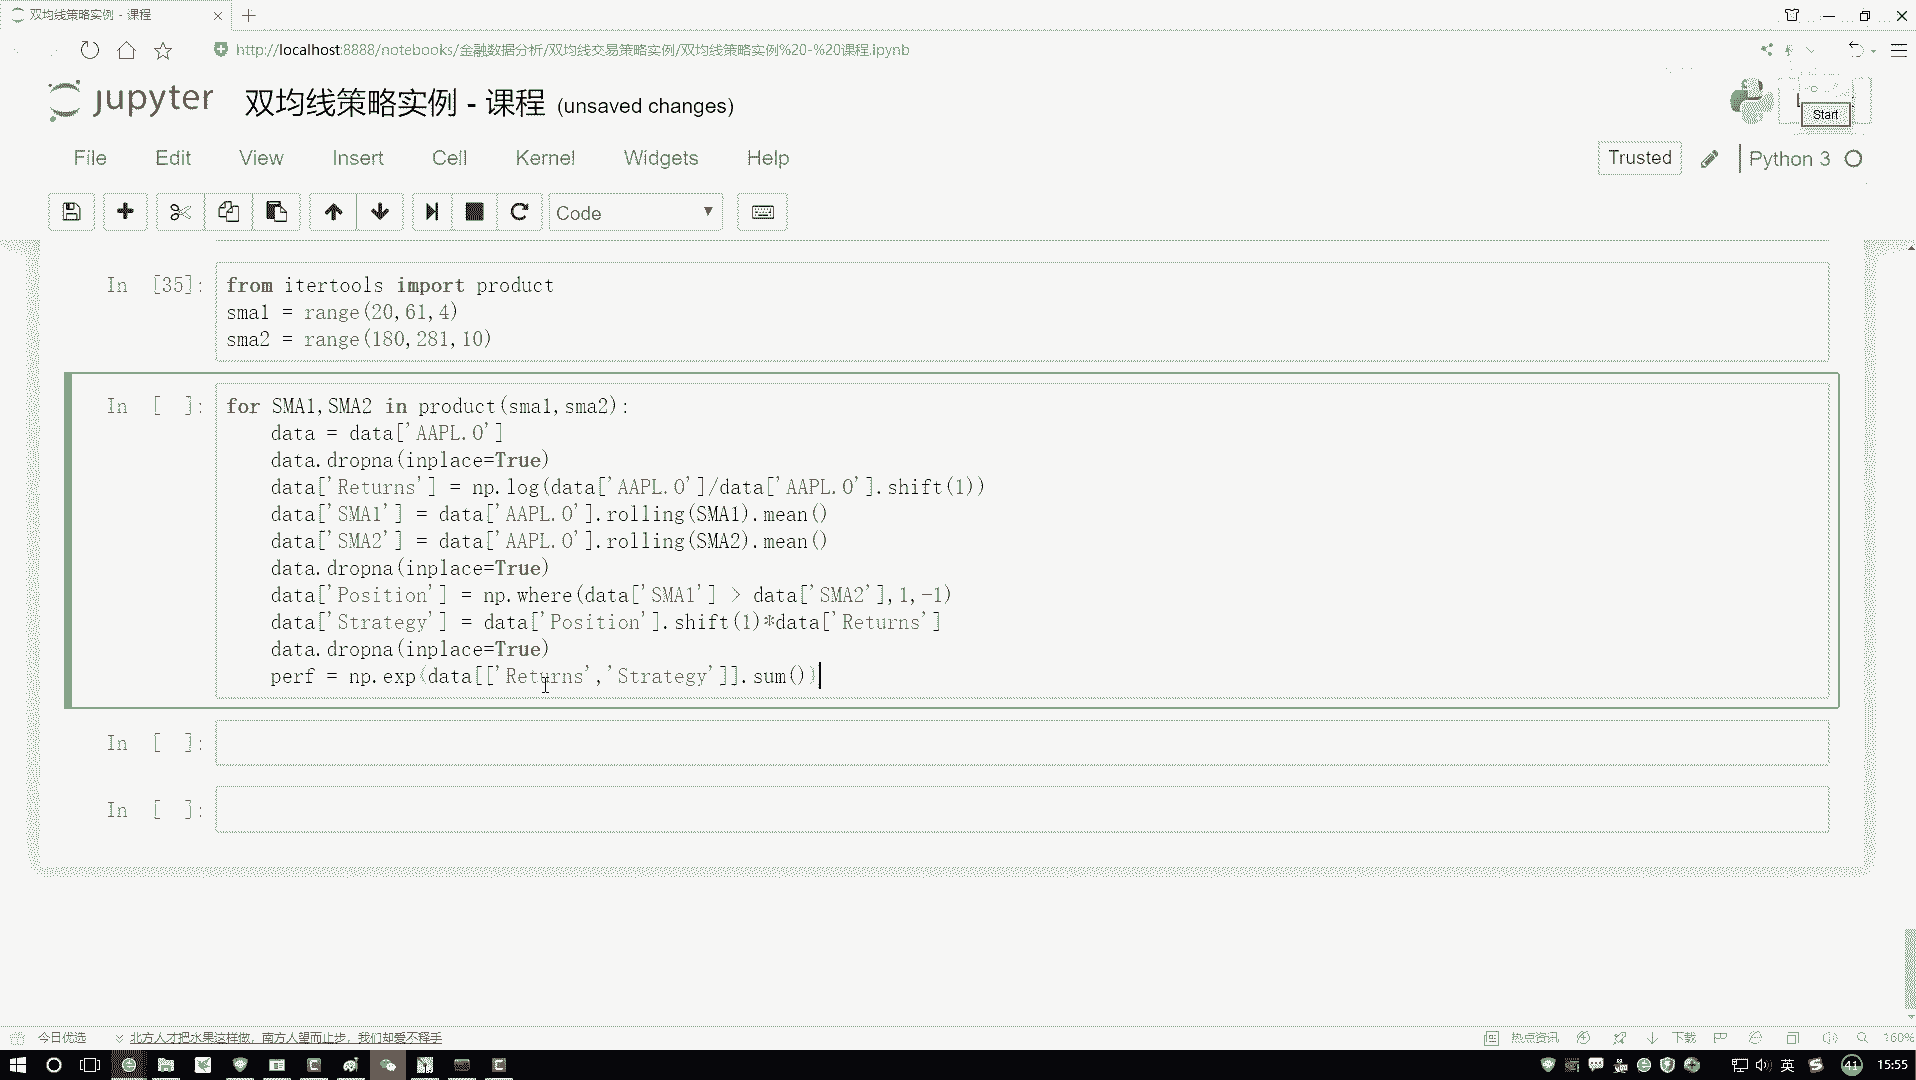 双均线策略实例 - 课程
http://localhost:8888/notebooks/金融数据分析/双均线交易策略实例/双均线策略实例%20-%20课程.ipynb
jupyter 双均线策略实例 - 课程 (unsaved changes)
Start
File Edit View Insert Cell Kernel Widgets Help
Trusted Python 3
Code
In [35]:
from itertools import product
sma1 = range(20,61,4)
sma2 = range(180,281,10)
In [ ]:
for SMA1,SMA2 in product(sma1,sma2):
    data = data['AAPL.O']
    data.dropna(inplace=True)
    data['Returns'] = np.log(data['AAPL.O']/data['AAPL.O'].shift(1))
    data['SMA1'] = data['AAPL.O'].rolling(SMA1).mean()
    data['SMA2'] = data['AAPL.O'].rolling(SMA2).mean()
    data.dropna(inplace=True)
    data['Position'] = np.where(data['SMA1'] > data['SMA2'],1,-1)
    data['Strategy'] = data['Position'].shift(1)*data['Returns']
    data.dropna(inplace=True)
    perf = np.exp(data[['Returns','Strategy']].sum())
In [ ]:
In [ ]:
今日优选 北方人才把水果这样做，南方人望而止步，我们却爱不释手 热点资讯 下载 160%
英 41 15:55